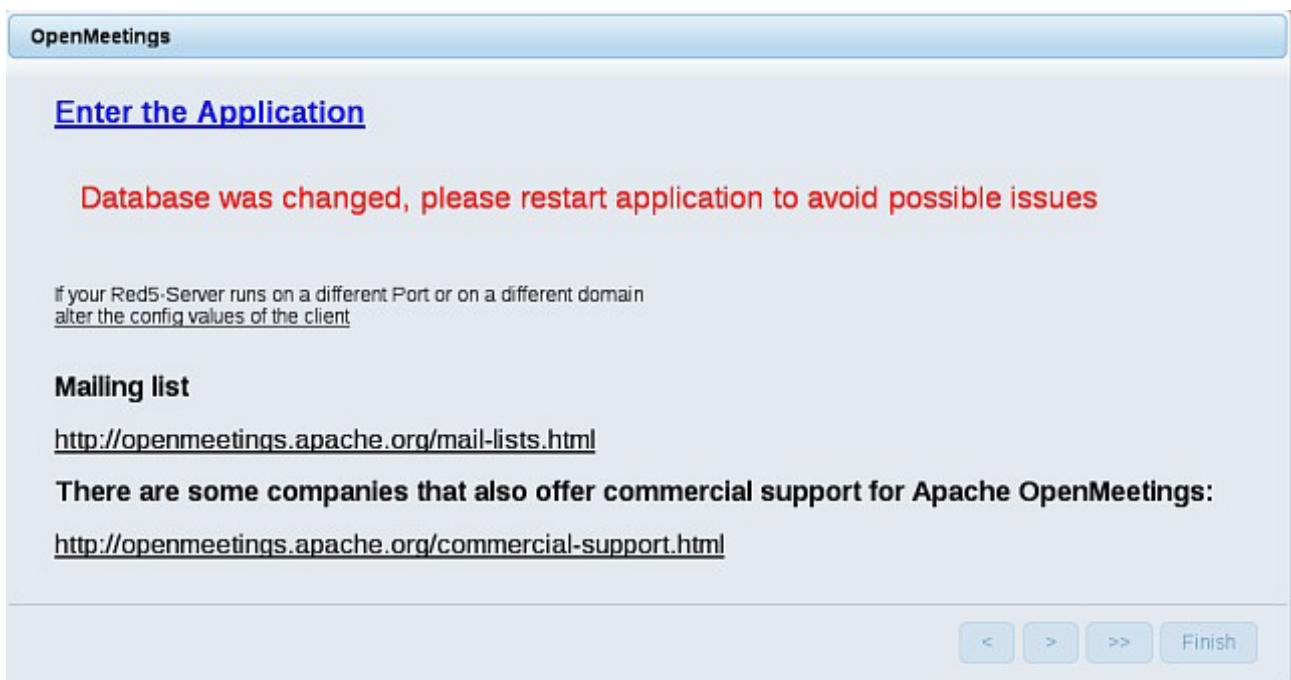 OpenMeetings
Enter the Application
Database was changed, please restart application to avoid possible issues
If your Red5-Server runs on a different Port or on a different domain
alter the config values of the client
Mailing list
http://openmeetings.apache.org/mail-lists.html
There are some companies that also offer commercial support for Apache OpenMeetings:
http://openmeetings.apache.org/commercial-support.html
< > >> Finish